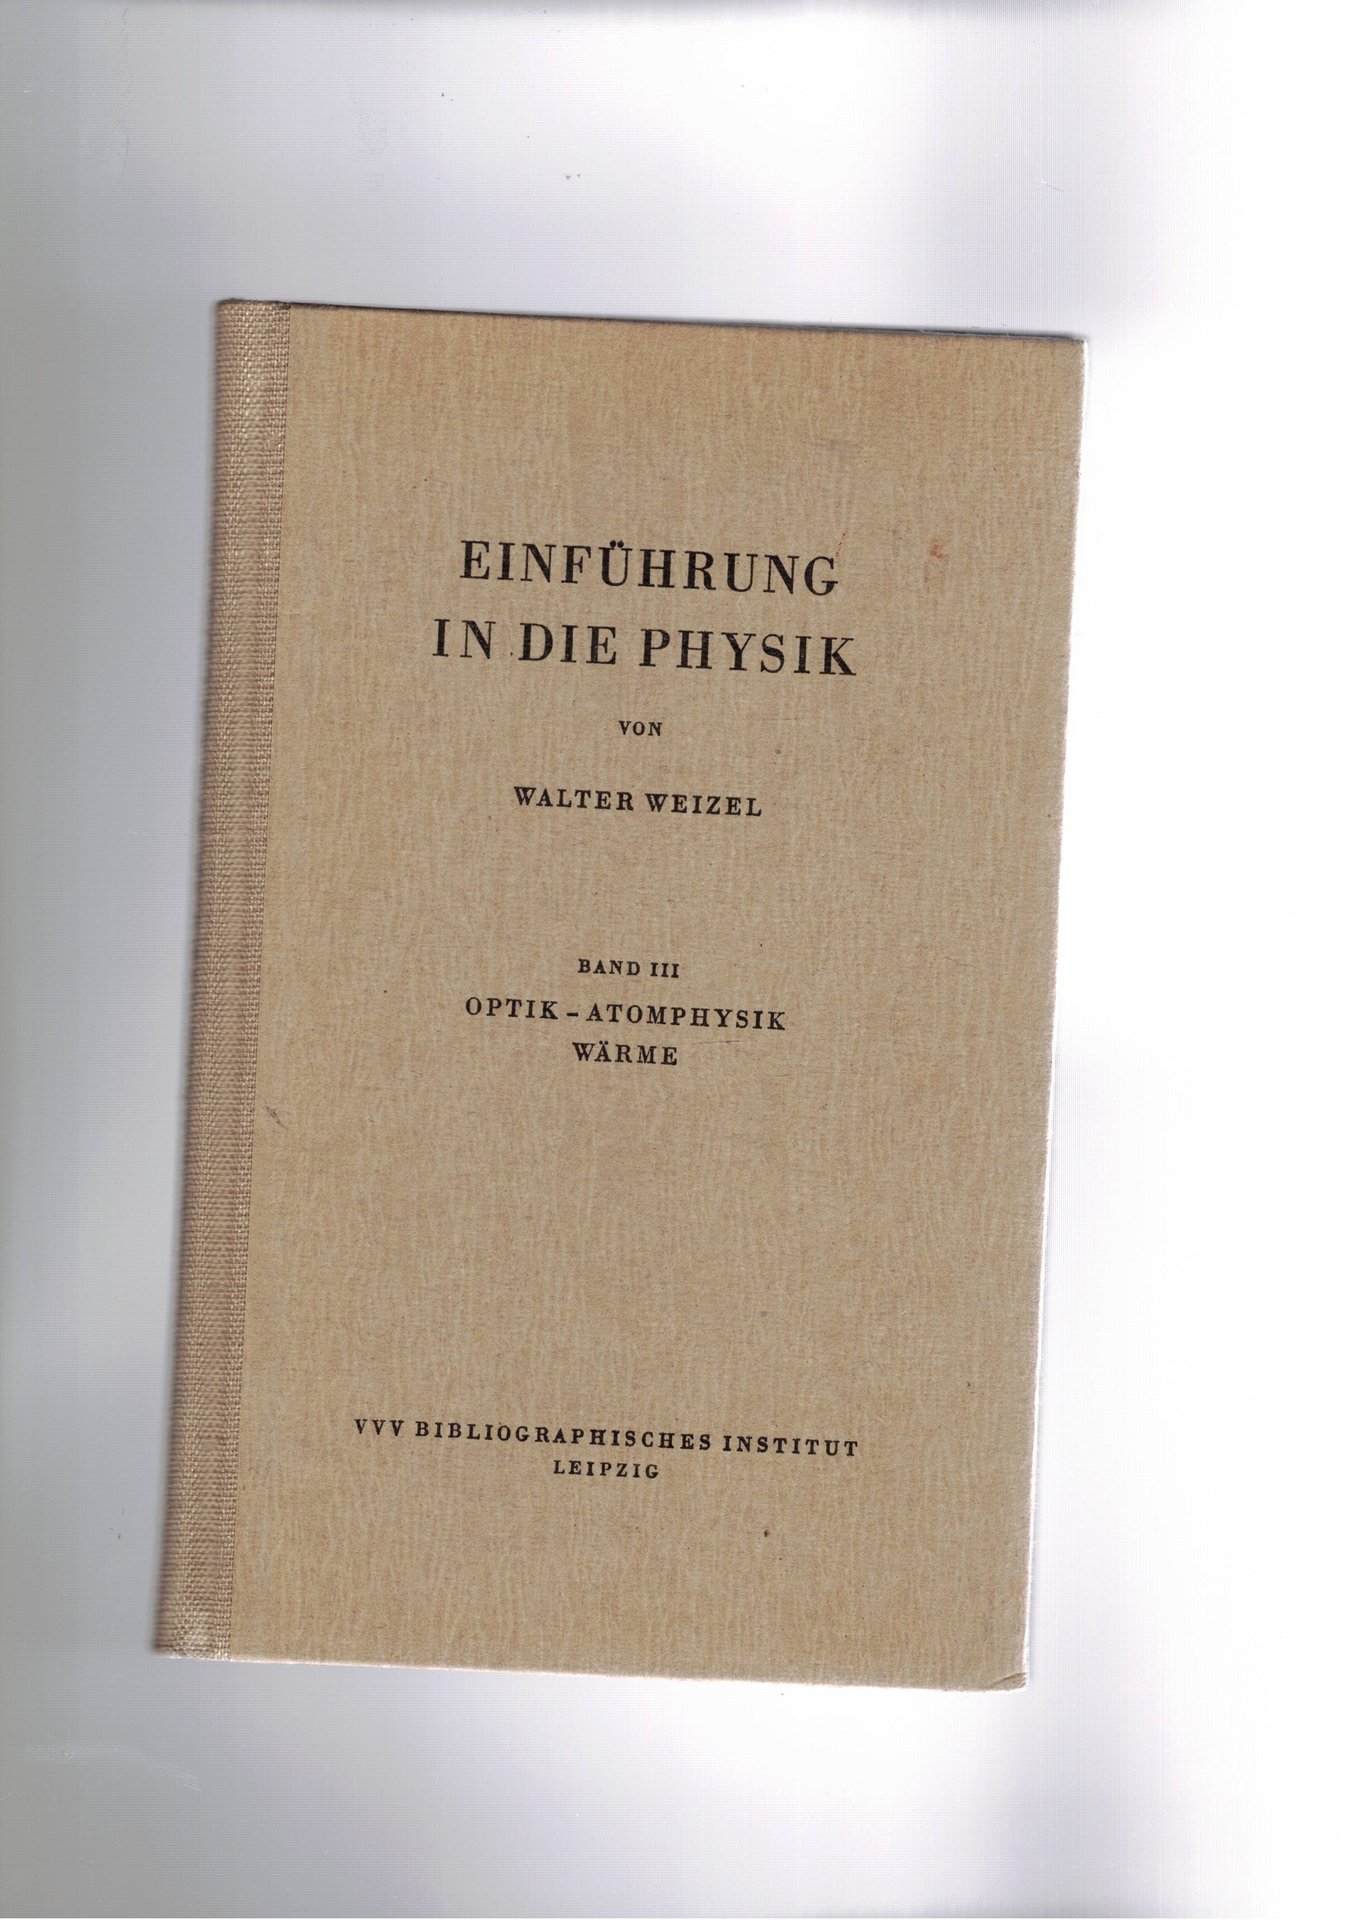 EINFÜHRUNG
IN DIE PHYSIK
VON
WALTER WEIZEL
BAND III
OPTIK – ATOMPHYSIK
WÄRME
VVV BIBLIOGRAPHISCHES INSTITUT
LEIPZIG